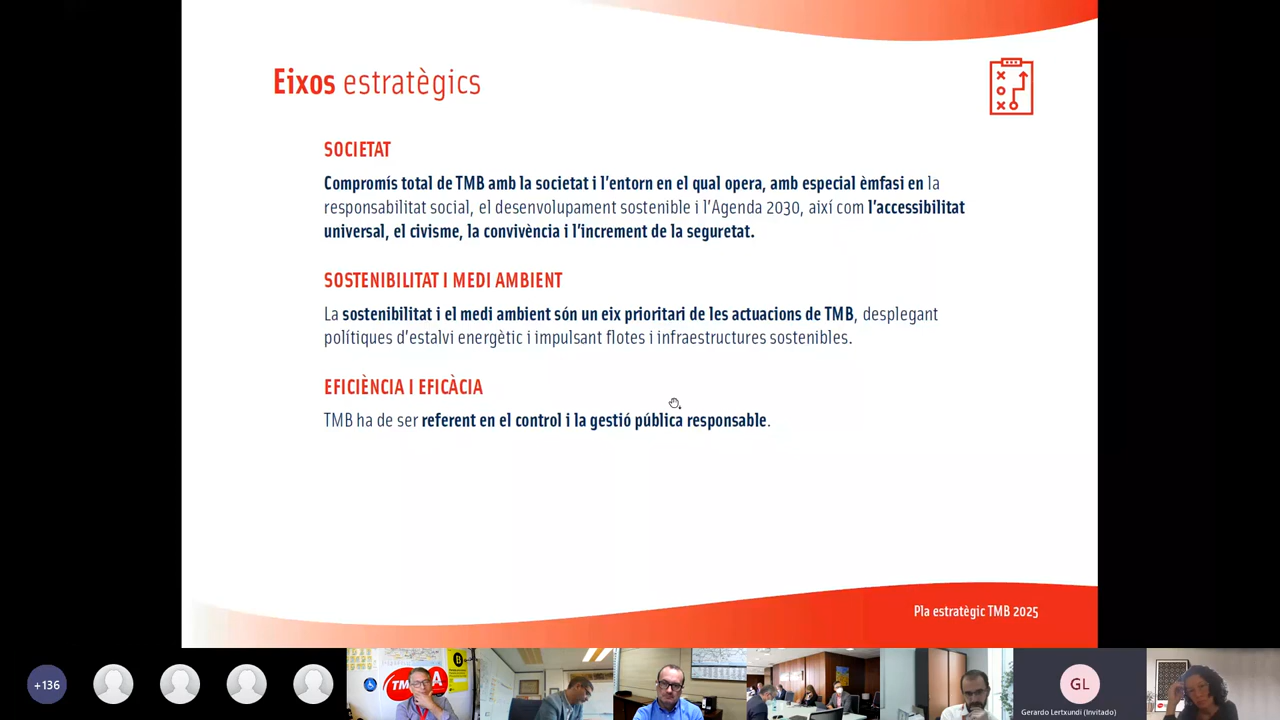 Eixos estratègics
SOCIETAT
Compromís total de TMB amb la societat i l'entorn en el qual opera, amb especial èmfasi en la
responsabilitat social, el desenvolupament sostenible i l'Agenda 2030, així com l'accessibilitat
universal, el civisme, la convivència i l'increment de la seguretat.
SOSTENIBILITAT I MEDI AMBIENT
La sostenibilitat i el medi ambient són un eix prioritari de les actuacions de TMB, desplegant
polítiques d'estalvi energètic i impulsant flotes i infraestructures sostenibles.
EFICIÈNCIA I EFICÀCIA
TMB ha de ser referent en el control i la gestió pública responsable.
Pla estratègic TMB 2025
+136
GL
Gerardo Lertxundi (Invitado)